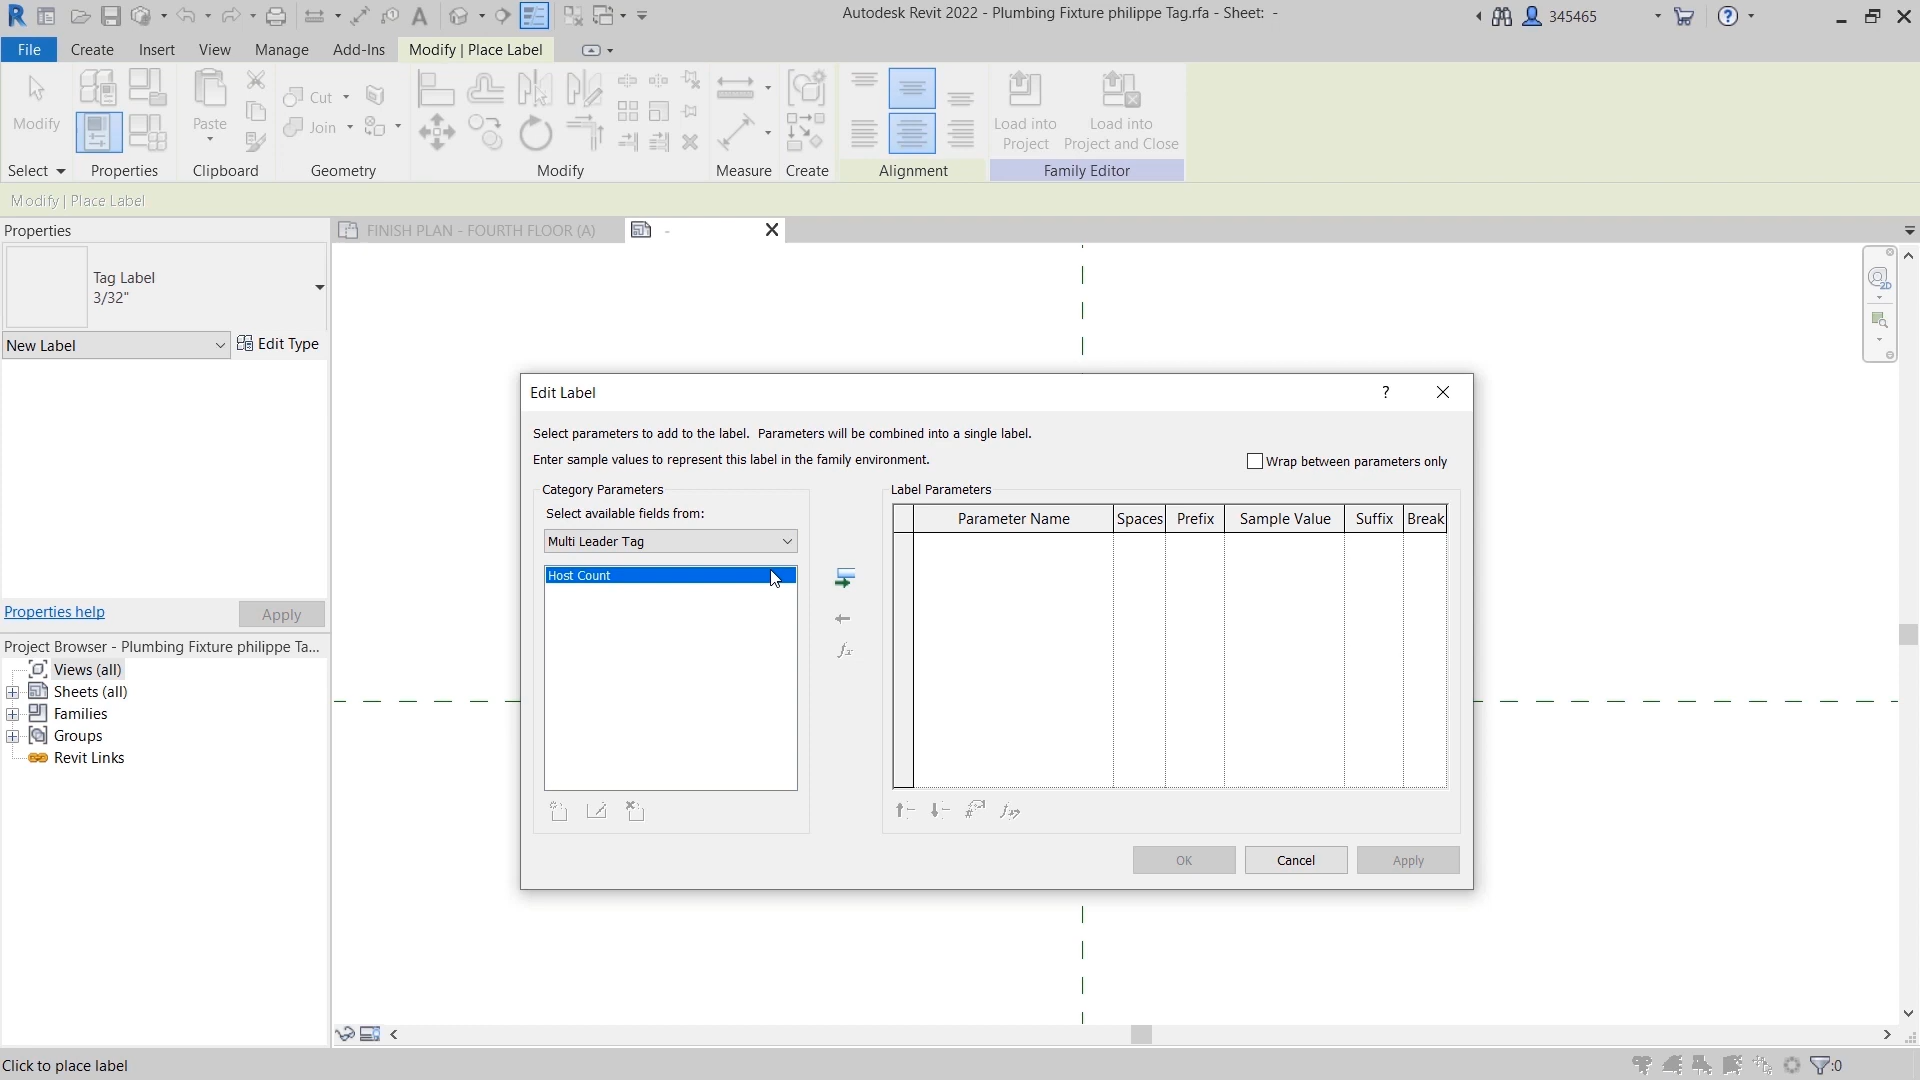 Autodesk Revit 2022 - Plumbing Fixture philippe Tag.rfa - Sheet: -
345465
File
Create
Insert
View
Manage
Add-Ins
Modify | Place Label
Modify
Paste
Cut
Join
Load into
Project
Load into
Project and Close
Select
Properties
Clipboard
Geometry
Modify
Measure
Create
Alignment
Family Editor
Modify | Place Label
Properties
FINISH PLAN - FOURTH FLOOR (A)
-
Tag Label
3/32"
New Label
Edit Type
2D
Edit Label
Select parameters to add to the label. Parameters will be combined into a single label.
Enter sample values to represent this label in the family environment.
Wrap between parameters only
Category Parameters
Select available fields from:
Multi Leader Tag
Host Count
Label Parameters
Parameter Name
Spaces
Prefix
Sample Value
Suffix
Break
OK
Cancel
Apply
Properties help
Apply
Project Browser - Plumbing Fixture philippe Ta...
Views (all)
Sheets (all)
Families
Groups
Revit Links
Click to place label
:0